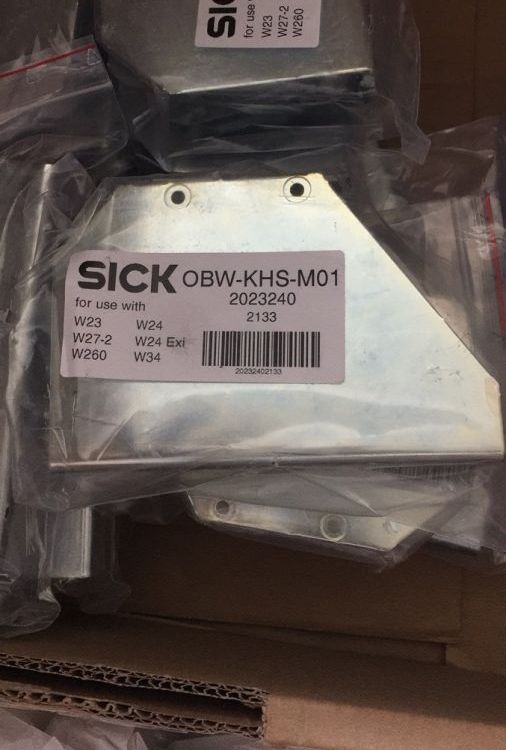 SICK
for use
W23
W27-2
W260
SICK OBW-KHS-M01
2023240
for use with
2133
W23 W24
W27-2 W24 Exi
W260 W34
20232402133